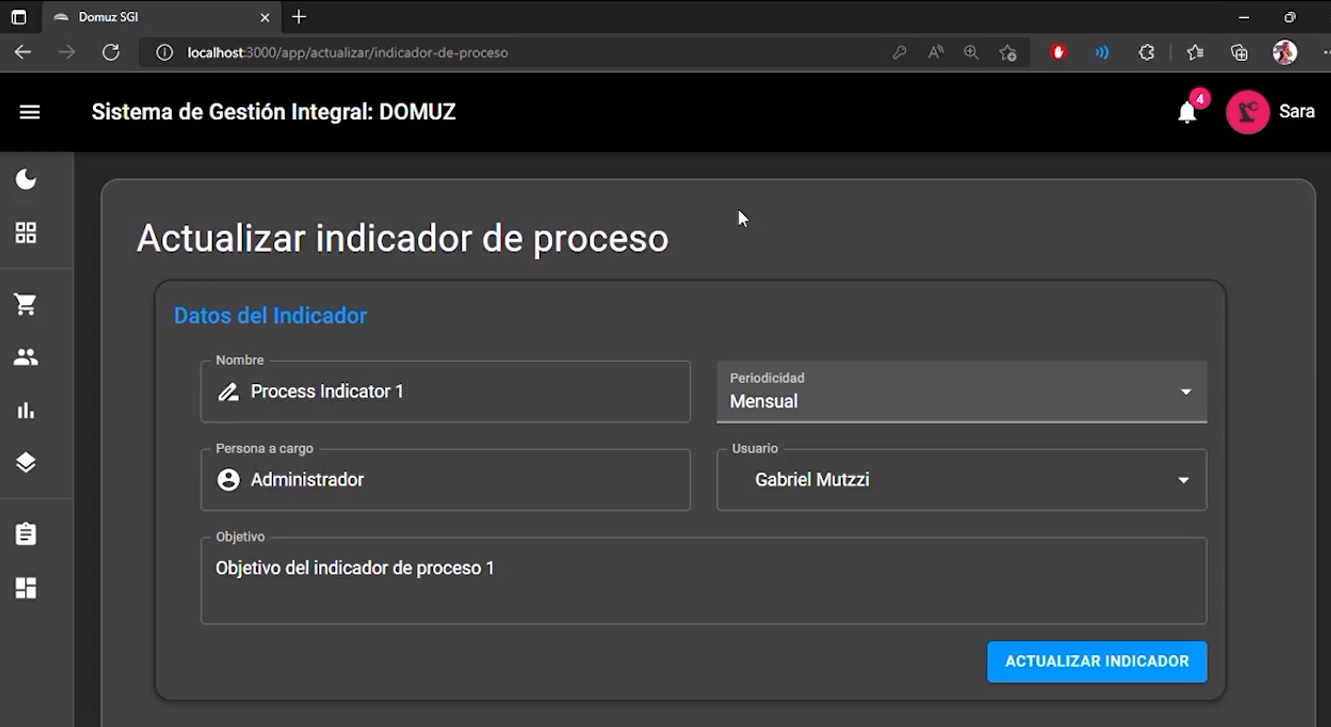 Domuz SGI
localhost:3000/app/actualizar/indicador-de-proceso
Sistema de Gestión Integral: DOMUZ
4
Sara
Actualizar indicador de proceso
Datos del Indicador
Nombre
Process Indicator 1
Periodicidad
Mensual
Persona a cargo
Administrador
Usuario
Gabriel Mutzzi
Objetivo
Objetivo del indicador de proceso 1
ACTUALIZAR INDICADOR